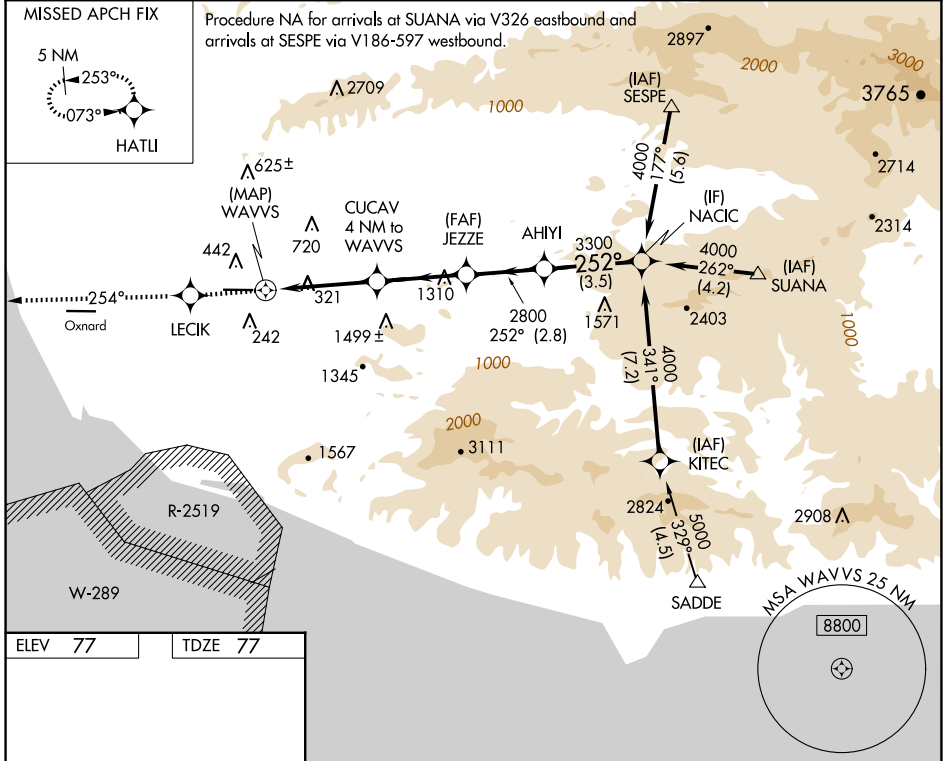 MISSED APCH FIX
5 NM
253°
073°
HATLI
Procedure NA for arrivals at SUANA via V326 eastbound and
arrivals at SESPE via V186-597 westbound.
2897
2000
3000
3765
2709
1000
(IAF)
SESPE
4000
177°
(5.6)
2714
625±
(MAP)
WAVVS
CUCAV
4 NM to
WAVVS
(FAF)
JEZZE
AHIYI
(IF)
NACIC
2314
720
442
3300
252°
(3.5)
4000
262°
(4.2)
(IAF)
SUANA
254°
Oxnard
LECIK
321
1310
242
1499±
2800
252° (2.8)
1571
2403
1000
1345
1000
4000
341°
(7.2)
2000
3111
1567
(IAF)
KITEC
2824
5000
329°
(4.5)
2908
R-2519
W-289
SADDE
MSA WAVVS 25 NM
8800
ELEV 77
TDZE 77